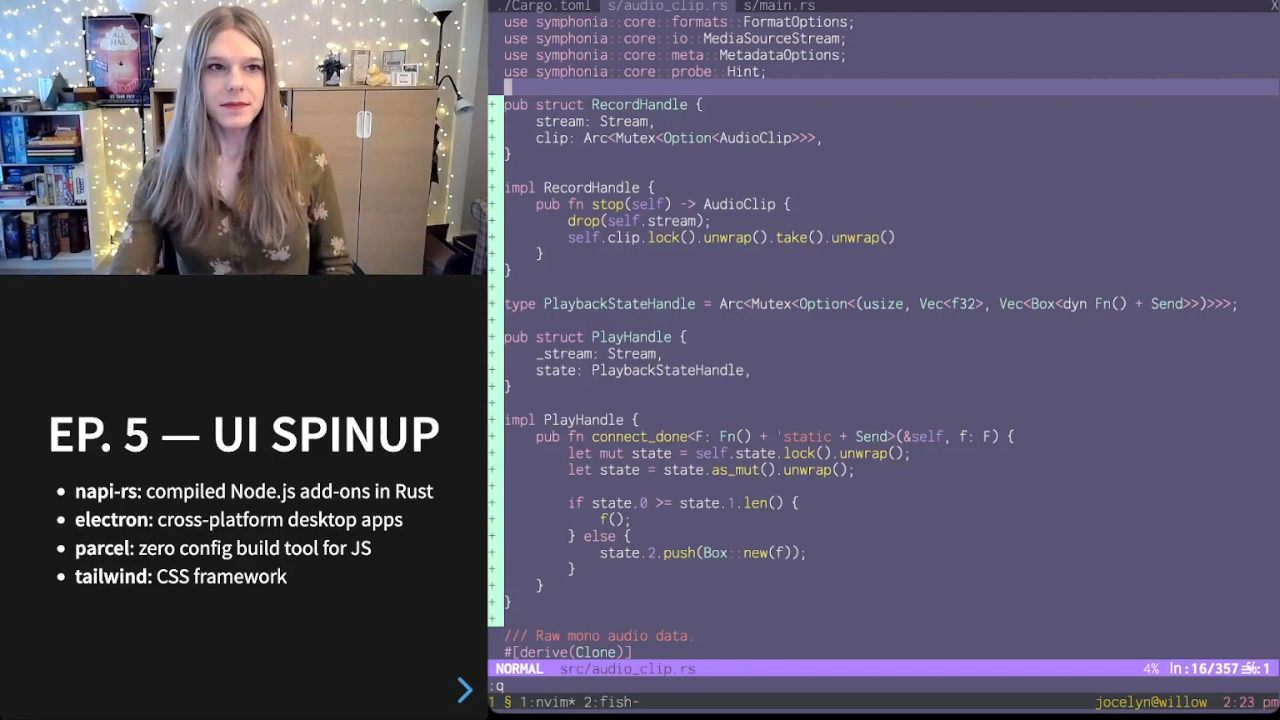 ALL
HAIL
EP. 5 — UI SPINUP
• napi-rs: compiled Node.js add-ons in Rust
• electron: cross-platform desktop apps
• parcel: zero config build tool for JS
• tailwind: CSS framework
./Cargo.toml  s/audio_clip.rs  s/main.rs  X
use symphonia::core::formats::FormatOptions;
use symphonia::core::io::MediaSourceStream;
use symphonia::core::meta::MetadataOptions;
use symphonia::core::probe::Hint;
+ pub struct RecordHandle {
+     stream: Stream,
+     clip: Arc<Mutex<Option<AudioClip>>>,
+ }
+
+ impl RecordHandle {
+     pub fn stop(self) -> AudioClip {
+         drop(self.stream);
+         self.clip.lock().unwrap().take().unwrap()
+     }
+ }
+
+ type PlaybackStateHandle = Arc<Mutex<Option<(usize, Vec<f32>, Vec<Box<dyn Fn() + Send>>)>>>;
+
+ pub struct PlayHandle {
+     _stream: Stream,
+     state: PlaybackStateHandle,
+ }
+
+ impl PlayHandle {
+     pub fn connect_done<F: Fn() + 'static + Send>(&self, f: F) {
+         let mut state = self.state.lock().unwrap();
+         let state = state.as_mut().unwrap();
+
+         if state.0 >= state.1.len() {
+             f();
+         } else {
+             state.2.push(Box::new(f));
+         }
+     }
+ }
+
/// Raw mono audio data.
#[derive(Clone)]
NORMAL  src/audio_clip.rs  4%  ln:16/357
:q
1 § 1:nvim* 2:fish-  jocelyn@willow  2:23 pm